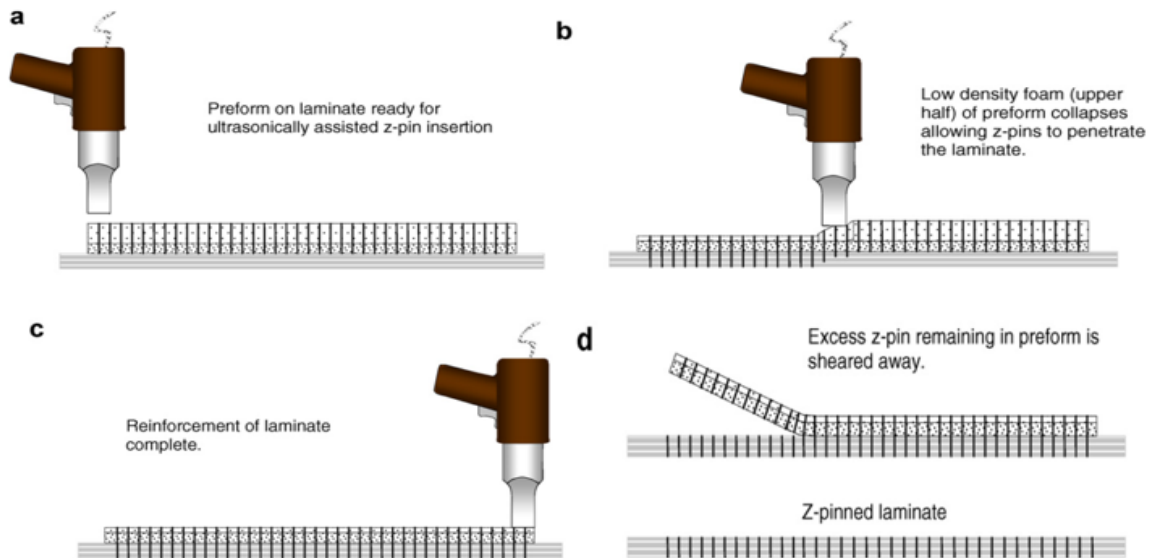 a
Preform on laminate ready for
ultrasonically assisted z-pin insertion
b
Low density foam (upper
half) of preform collapses
allowing z-pins to penetrate
the laminate.
c
Reinforcement of laminate
complete.
d
Excess z-pin remaining in preform is
sheared away.
Z-pinned laminate